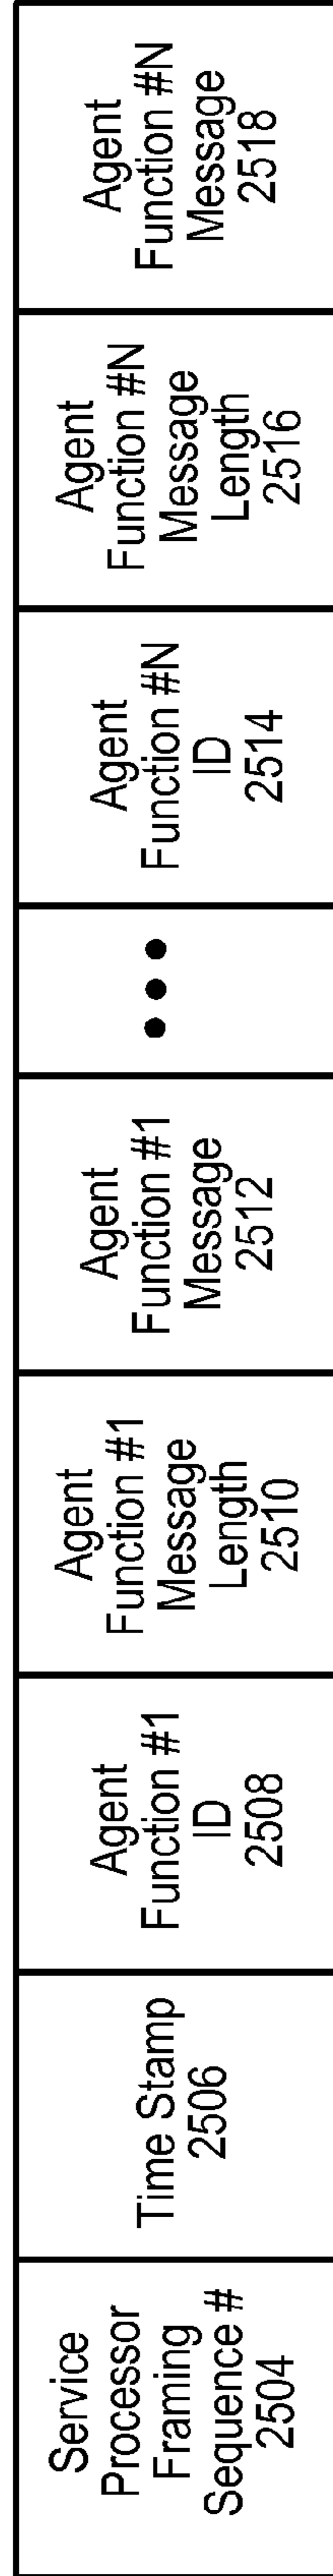 Service
Processor
Framing
Sequence #
2504
Time Stamp
2506
Agent
Function #1
ID
2508
Agent
Function #1
Message
Length
2510
Agent
Function #1
Message
2512
•••
Agent
Function #N
ID
2514
Agent
Function #N
Message
Length
2516
Agent
Function #N
Message
2518